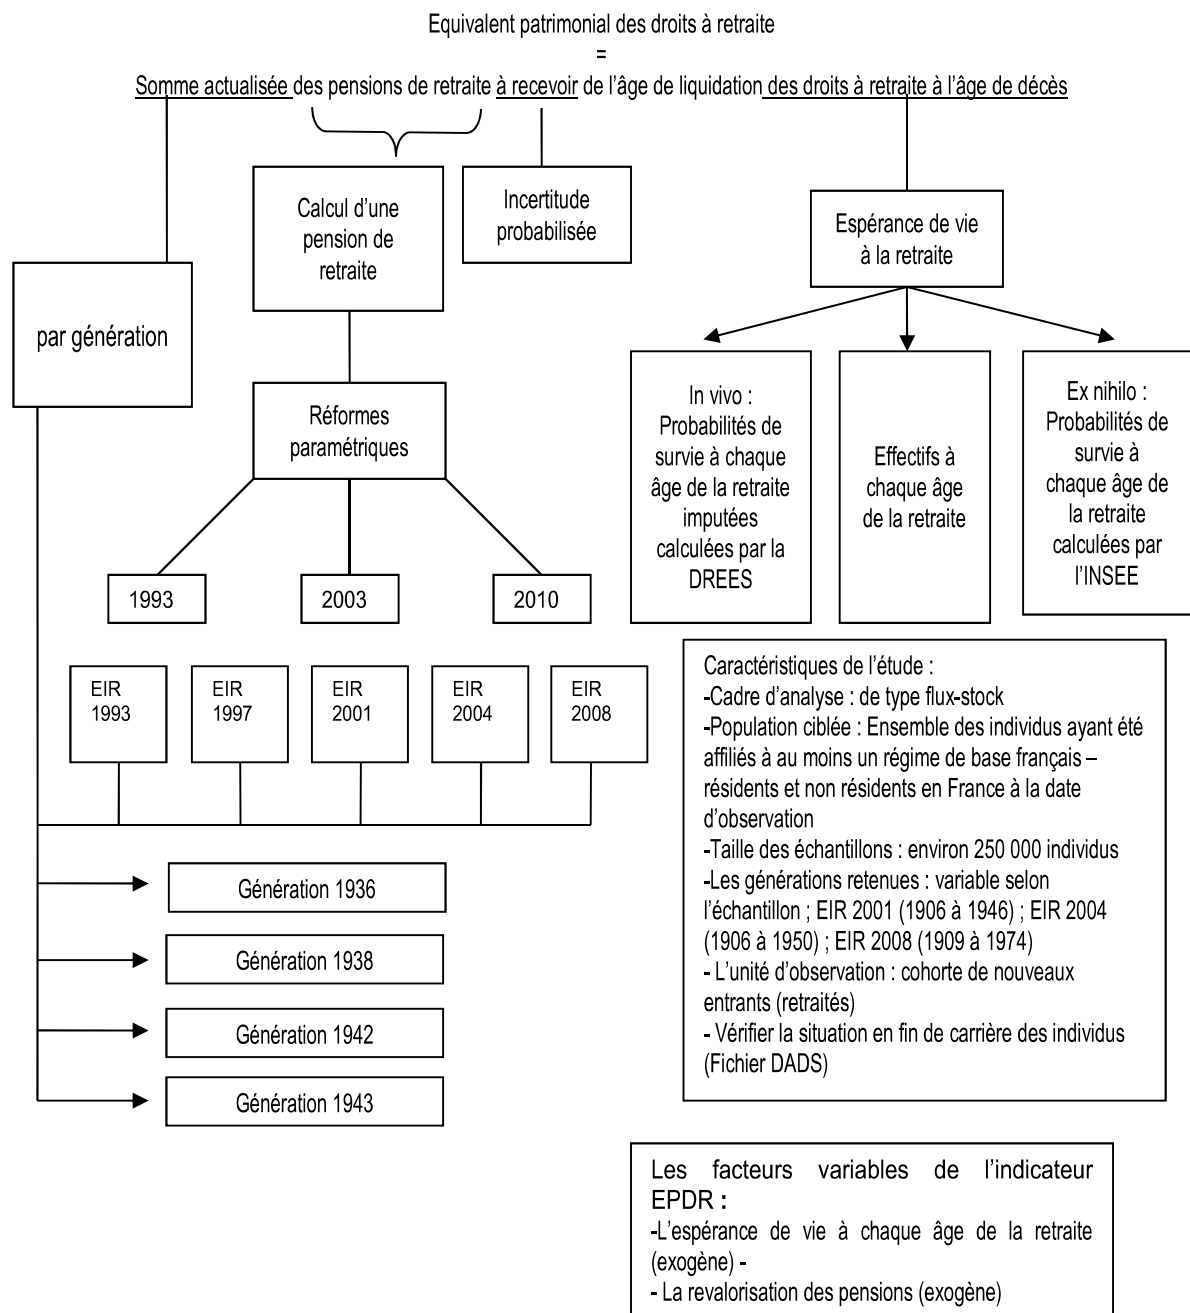 Equivalent patrimonial des droits à retraite
=
Somme actualisée des pensions de retraite à recevoir de l'âge de liquidation des droits à retraite à l'âge de décès
Calcul d'une
pension de
retraite
Incertitude
probabilisée
Espérance de vie
à la retraite
par génération
Réformes
paramétriques
In vivo :
Probabilités de
survie à chaque
âge de la retraite
imputées
calculées par la
DREES
Effectifs à
chaque âge
de la retraite
Ex nihilo :
Probabilités de
survie à
chaque âge de
la retraite
calculées par
l'INSEE
1993
2003
2010
EIR
1993
EIR
1997
EIR
2001
EIR
2004
EIR
2008
Génération 1936
Génération 1938
Génération 1942
Génération 1943
Caractéristiques de l'étude :
-Cadre d'analyse : de type flux-stock
-Population ciblée : Ensemble des individus ayant été
affiliés à au moins un régime de base français –
résidents et non résidents en France à la date
d'observation
-Taille des échantillons : environ 250 000 individus
-Les générations retenues : variable selon
l'échantillon ; EIR 2001 (1906 à 1946) ; EIR 2004
(1906 à 1950) ; EIR 2008 (1909 à 1974)
- L'unité d'observation : cohorte de nouveaux
entrants (retraités)
- Vérifier la situation en fin de carrière des individus
(Fichier DADS)
Les facteurs variables de l'indicateur
EPDR :
-L'espérance de vie à chaque âge de la retraite
(exogène) -
- La revalorisation des pensions (exogène)